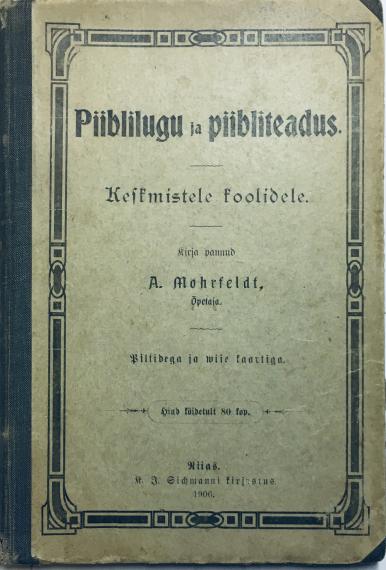 Piiblilugu ja piibliteadus.
Keskmistele koolidele.
Kirja pannud
A. Mohrfeldt,
Õpetaja.
Piltidega ja wiie kaartiga.
Hind köidetult 80 kop.
Riias.
K. J. Sichmanni kirjastus
1906.